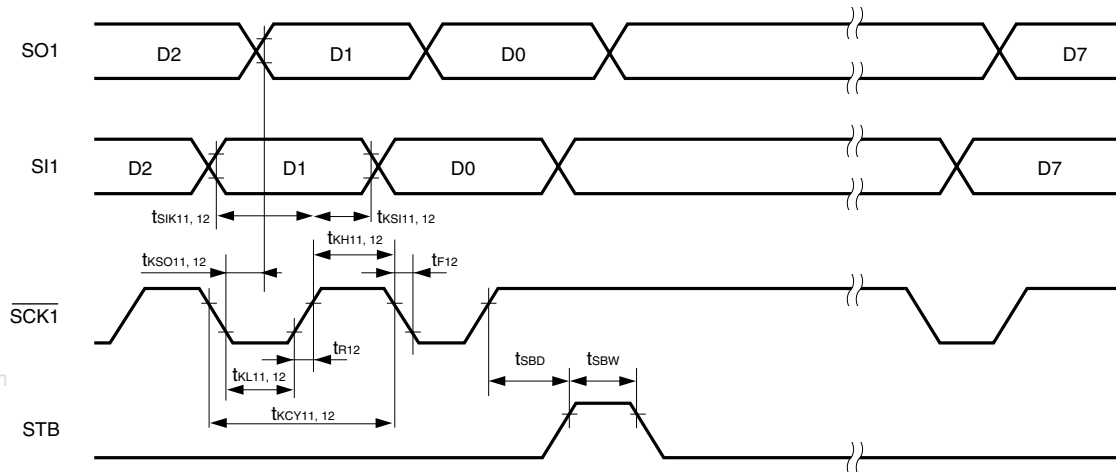 SO1
D2
D1
D0
D7
SI1
D2
D1
D0
D7
tSIK11, 12
tKSI11, 12
tKH11, 12
tKSO11, 12
tF12
SCK1
tR12
tSBD
tSBW
tKL11, 12
tKCY11, 12
STB